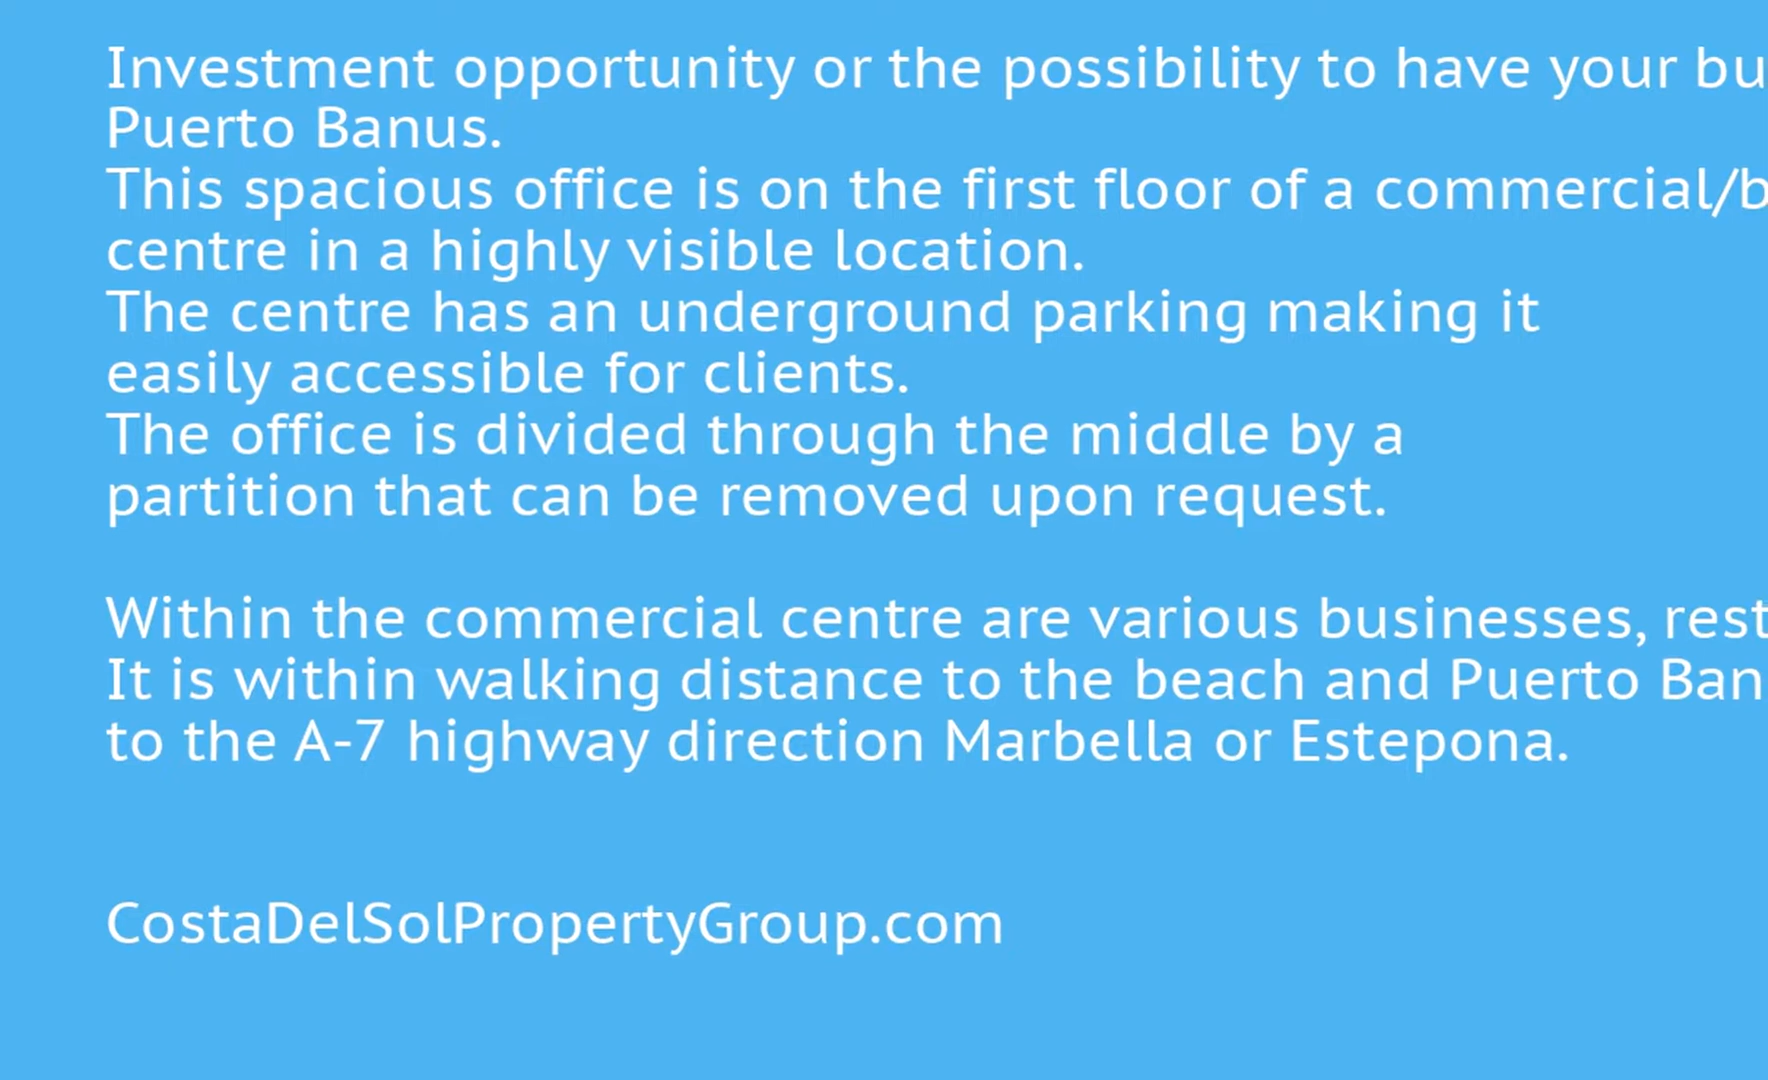 Investment opportunity or the possibility to have your
Puerto Banus.
This spacious office is on the first floor of a
centre in a highly visible location.
The centre has an underground parking making it
easily accessible for clients.
The office is divided through the middle by a
partition that can be removed upon request.
Within the commercial centre are various businesses,
It is within walking distance to the beach and Puerto
to the A-7 highway direction Marbella or Estepona.
CostaDelSolPropertyGroup.com